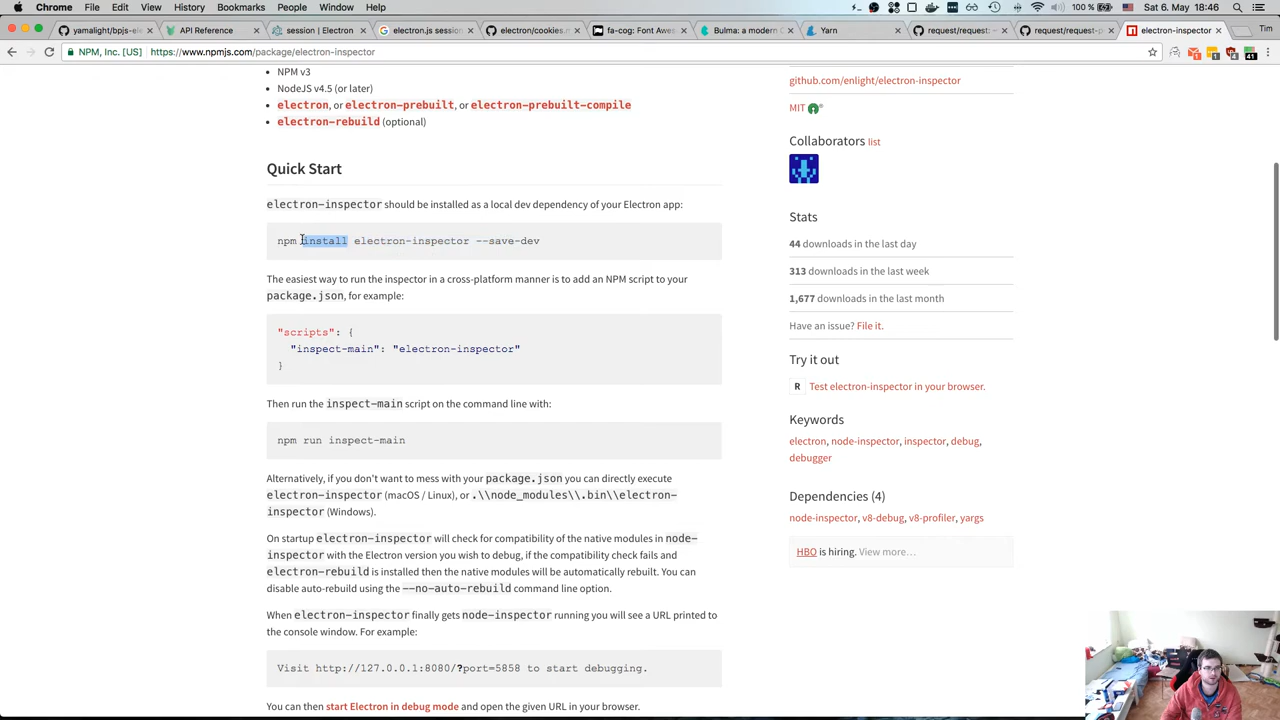 Chrome File Edit View History Bookmarks People Window Help
100 % Sat 6. May 18:46
yamalight/bpjs-ele
API Reference
session | Electron
electron.js session
electron/cookies.m
fa-cog: Font Awes
Bulma: a modern C
Yarn
request/request: –
request/request-p
electron-inspector
Tim
NPM, Inc. [US] https://www.npmjs.com/package/electron-inspector
41
• NPM v3
• NodeJS v4.5 (or later)
• electron, or electron-prebuilt, or electron-prebuilt-compile
• electron-rebuild (optional)
Quick Start
electron-inspector should be installed as a local dev dependency of your Electron app:
npm install electron-inspector --save-dev
The easiest way to run the inspector in a cross-platform manner is to add an NPM script to your
package.json, for example:
"scripts": {
"inspect-main": "electron-inspector"
}
Then run the inspect-main script on the command line with:
npm run inspect-main
Alternatively, if you don't want to mess with your package.json you can directly execute
electron-inspector (macOS / Linux), or .\\node_modules\\.bin\\electron-
inspector (Windows).
On startup electron-inspector will check for compatibility of the native modules in node-
inspector with the Electron version you wish to debug, if the compatibility check fails and
electron-rebuild is installed then the native modules will be automatically rebuilt. You can
disable auto-rebuild using the --no-auto-rebuild command line option.
When electron-inspector finally gets node-inspector running you will see a URL printed to
the console window. For example:
Visit http://127.0.0.1:8080/?port=5858 to start debugging.
You can then start Electron in debug mode and open the given URL in your browser.
github.com/enlight/electron-inspector
MIT
Collaborators list
Stats
44 downloads in the last day
313 downloads in the last week
1,677 downloads in the last month
Have an issue? File it.
Try it out
R Test electron-inspector in your browser.
Keywords
electron, node-inspector, inspector, debug,
debugger
Dependencies (4)
node-inspector, v8-debug, v8-profiler, yargs
HBO is hiring. View more…